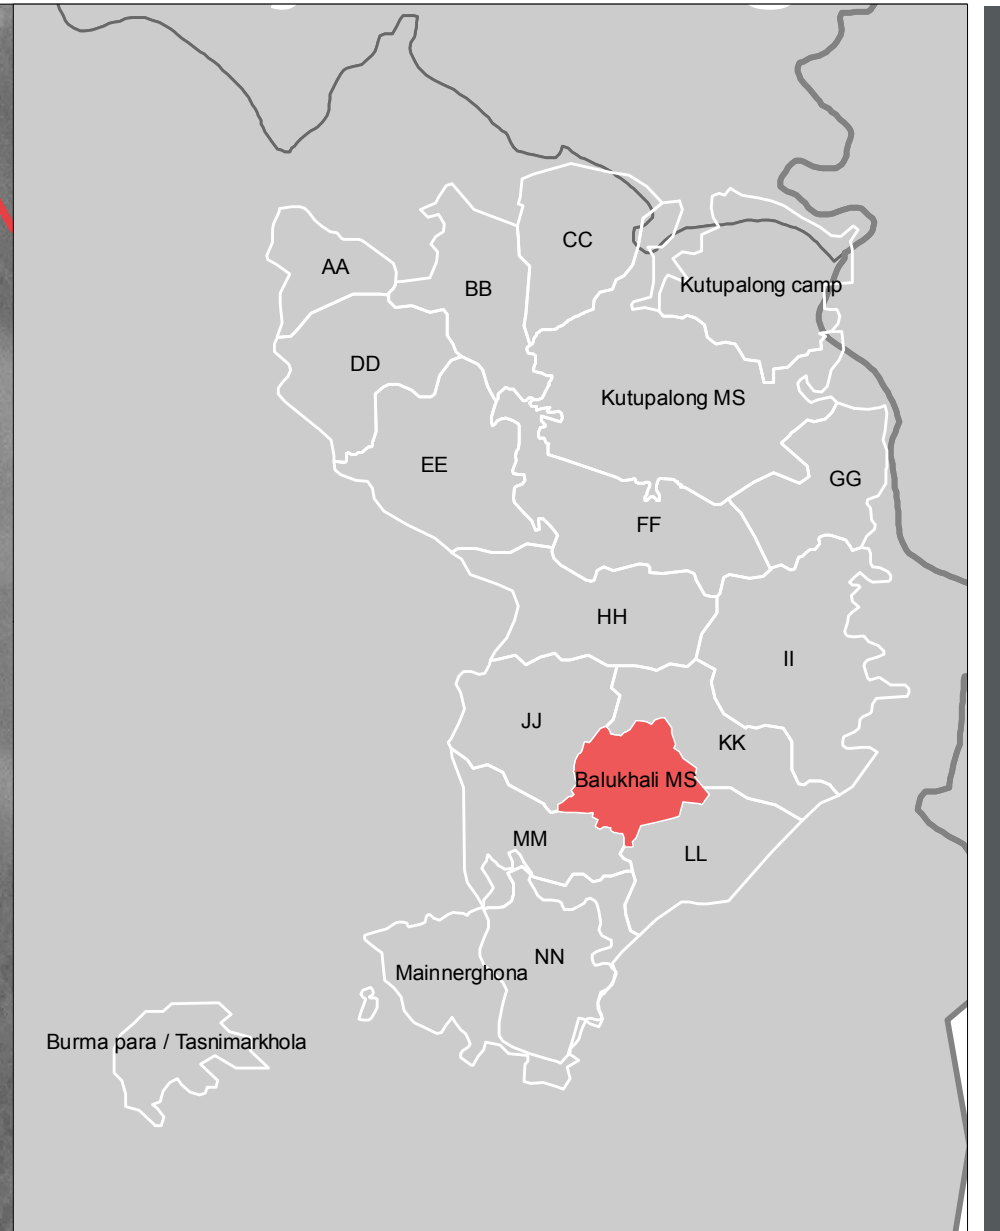 CC
AA
Kutupalong camp
BB
DD
Kutupalong MS
EE
GG
FF
HH
II
JJ
KK
Balukhali MS
MM
LL
NN
Mainnerghona
Burma para / Tasnimarkhola